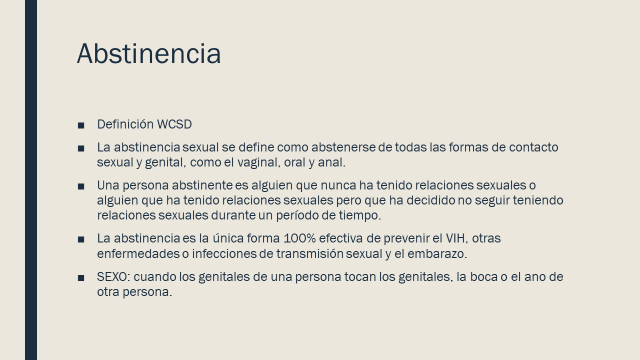 Abstinencia
■ Definición WCSD
■ La abstinencia sexual se define como abstenerse de todas las formas de contacto
sexual y genital, como el vaginal, oral y anal.
■ Una persona abstinente es alguien que nunca ha tenido relaciones sexuales o
alguien que ha tenido relaciones sexuales pero que ha decidido no seguir teniendo
relaciones sexuales durante un período de tiempo.
■ La abstinencia es la única forma 100% efectiva de prevenir el VIH, otras
enfermedades o infecciones de transmisión sexual y el embarazo.
■ SEXO: cuando los genitales de una persona tocan los genitales, la boca o el ano de
otra persona.